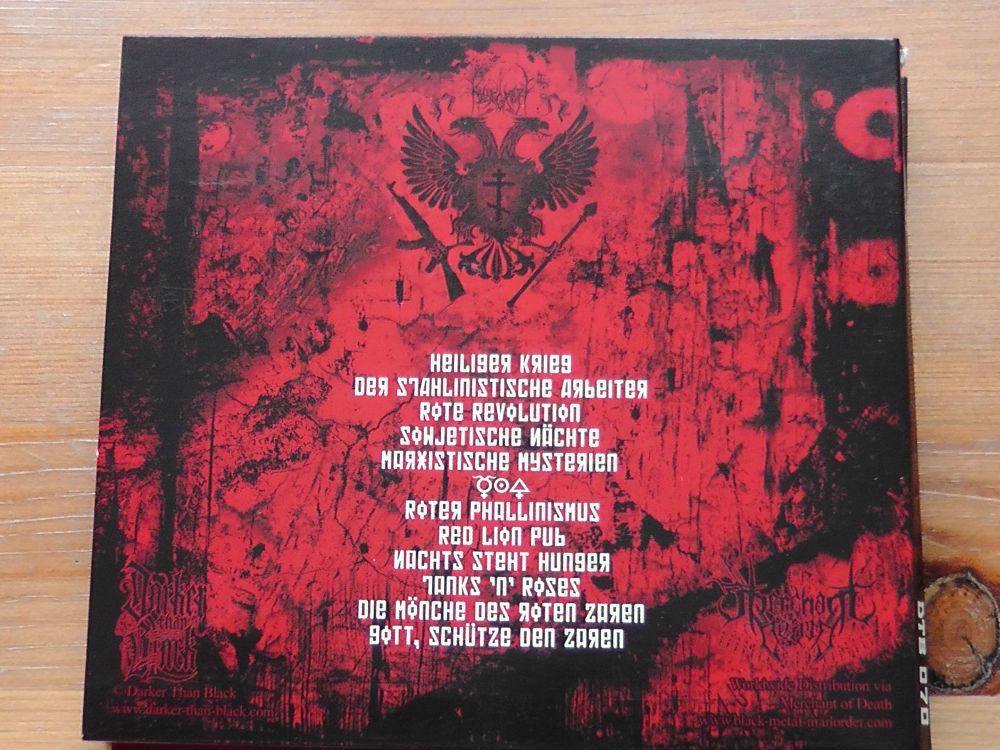 HEILIGER KRIEG
DER STAHLINISTISCHE ARBEITER
ROTE REVOLUTION
SOWJETISCHE NÄCHTE
MARXISTISCHE MYSTERIEN
ROTER PHALLINISMUS
RED LION PUB
NACHTS STEHT HUNGER
TANKS 'N' ROSES
DIE MÖNCHE DES ROTEN ZAREN
GOTT, SCHÜTZE DEN ZAREN
Darker than Black
Merchant of Death
© Darker Than Black
www.darker-than-black.com
Worldwide Distribution via
Merchant of Death
www.black-metal-mailorder.com
DTB 070